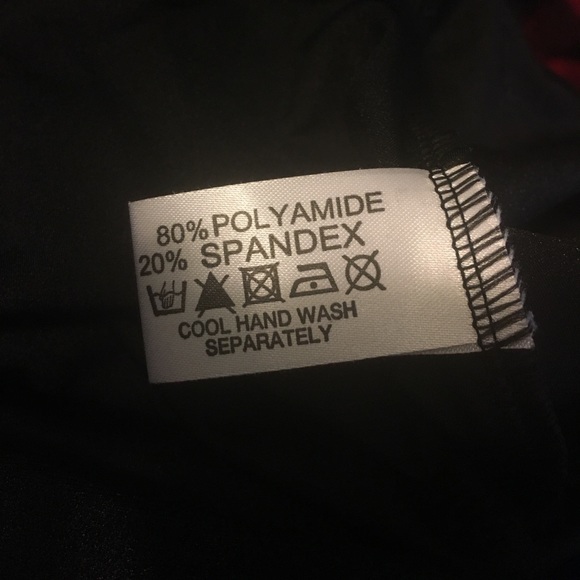 80% POLYAMIDE
20% SPANDEX
COOL HAND WASH
SEPARATELY